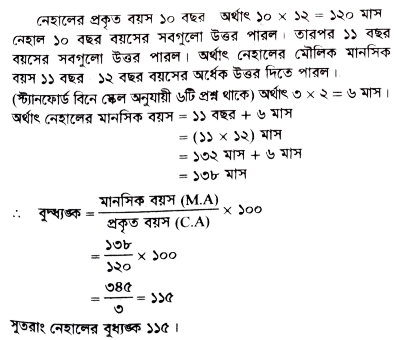 নেহালের প্রকৃত বয়স ১০ বছর অর্থাৎ ১০ × ১২ = ১২০ মাস
নেহাল ১০ বছর বয়সের সবগুলো উত্তর পারল। তারপর ১১ বছর
বয়সের সবগুলো উত্তর পারল। অর্থাৎ নেহালের মৌলিক মানসিক
বয়স ১১ বছর ১২ বছর বয়সের অর্ধেক উত্তর দিতে পারল।
(স্ট্যানফোর্ড বিনে স্কেল অনুযায়ী ৬টি প্রশ্ন থাকে) অর্থাৎ ৩ × ২ = ৬ মাস।
অর্থাৎ নেহালের মানসিক বয়স = ১১ বছর + ৬ মাস
= (১১ × ১২) মাস
= ১৩২ মাস + ৬ মাস
= ১৩৮ মাস
∴ বুদ্ধ্যঙ্ক = মানসিক বয়স (M.A) / প্রকৃত বয়স (C.A) × ১০০
= ১৩৮ / ১২০ × ১০০
= ৩৪৫ / ৩ = ১১৫
সুতরাং নেহালের বুধ্যঙ্ক ১১৫।